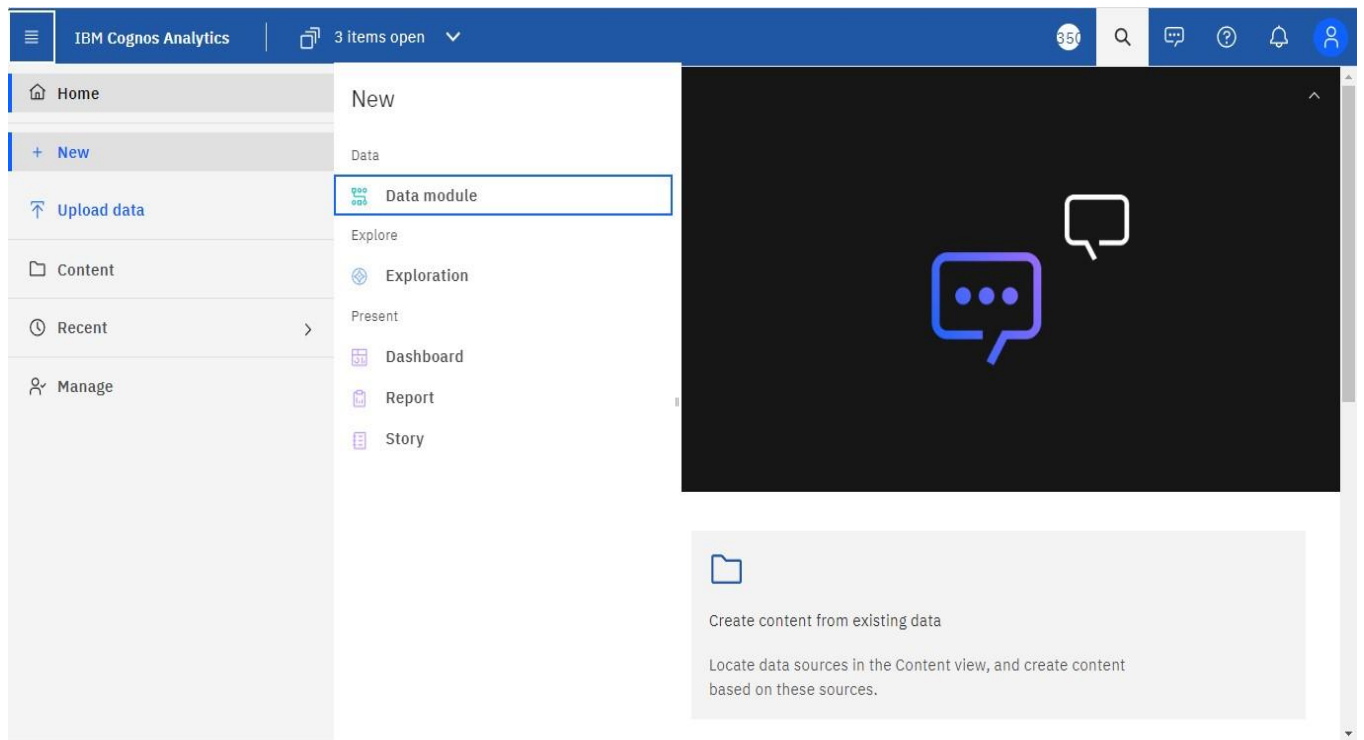 IBM Cognos Analytics
3 items open
350
Home
New
Upload data
Content
Recent
Manage
New
Data
Data module
Explore
Exploration
Present
Dashboard
Report
Story
Create content from existing data
Locate data sources in the Content view, and create content
based on these sources.